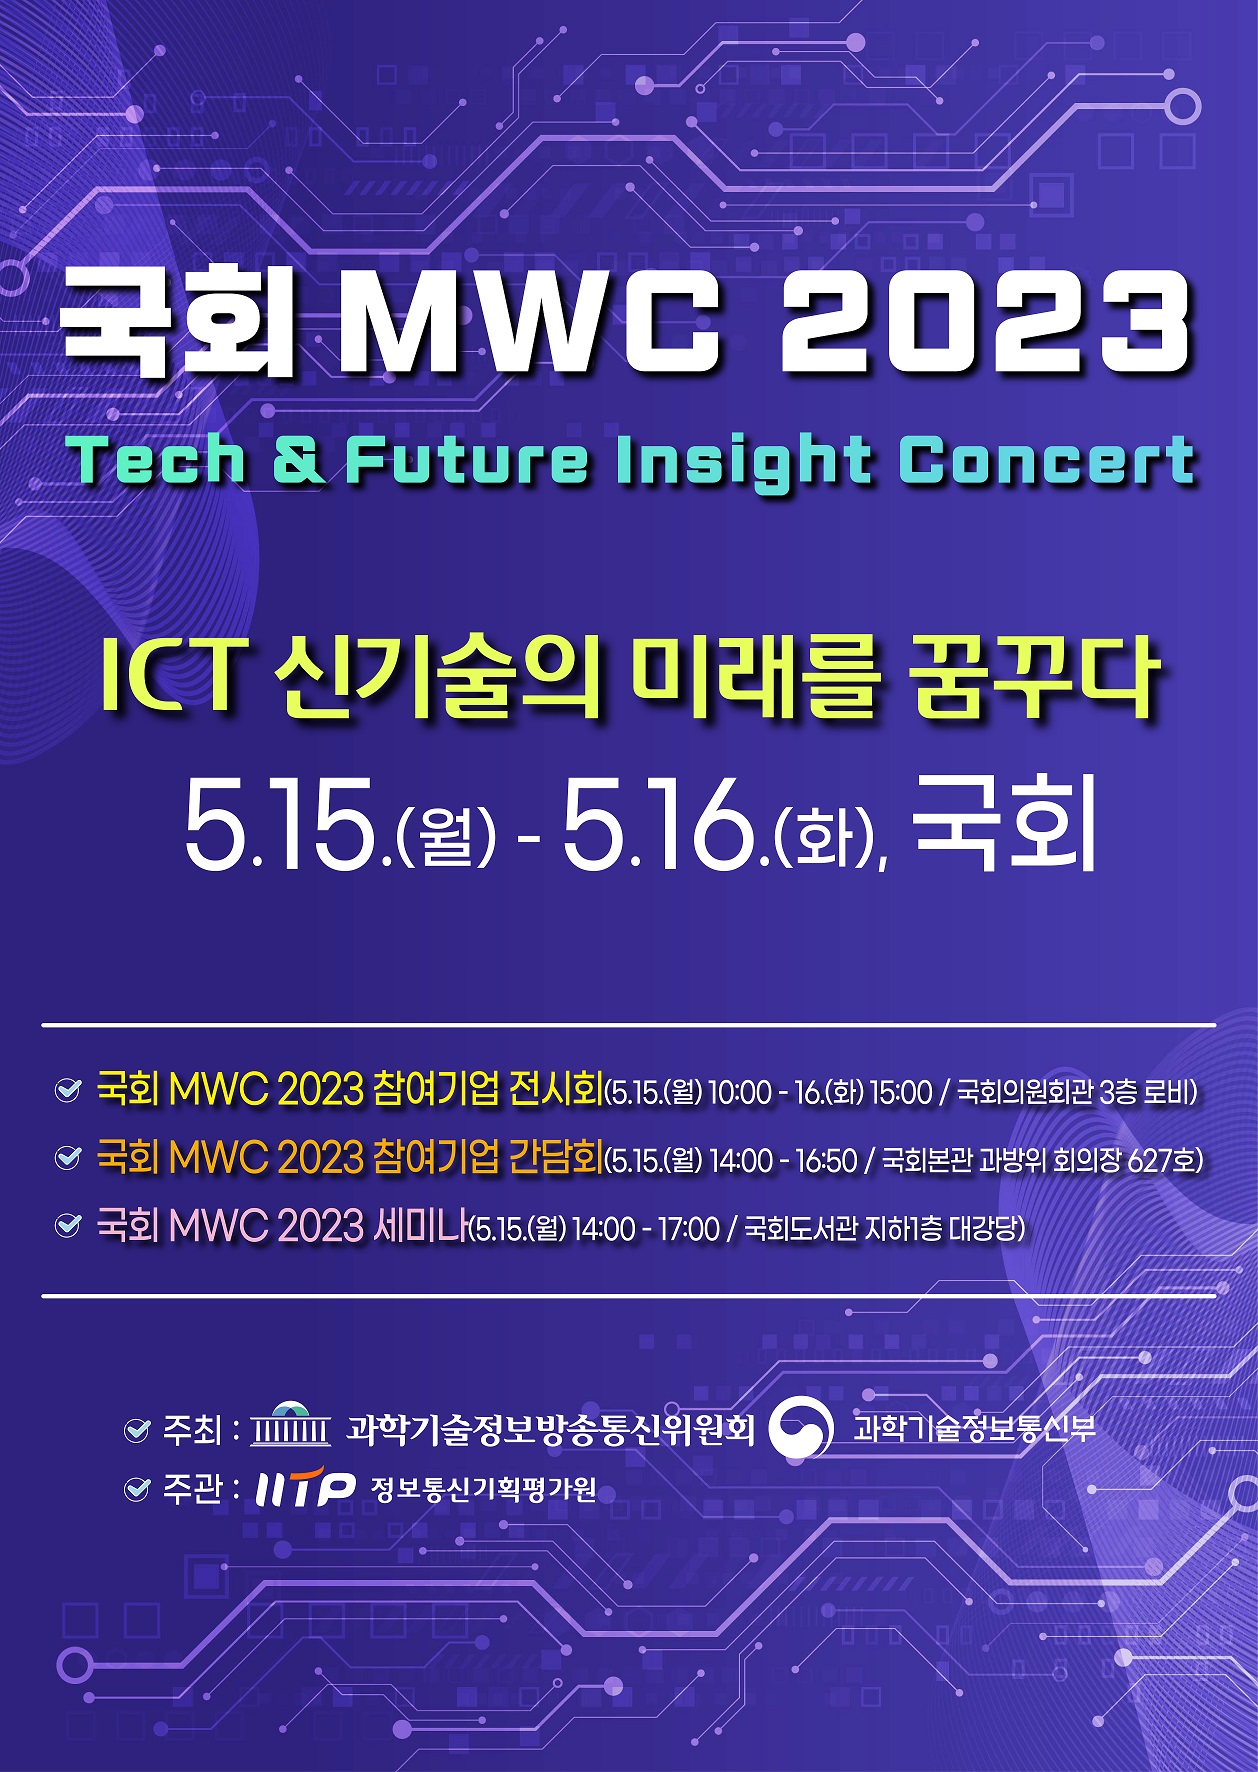 국회 MWC 2023
Tech & Future Insight Concert
ICT 신기술의 미래를 꿈꾸다
5.15.(월) - 5.16.(화), 국회
국회 MWC 2023 참여기업 전시회(5.15.(월) 10:00 - 16.(화) 15:00 / 국회의원회관 3층 로비)
국회 MWC 2023 참여기업 간담회(5.15.(월) 14:00 - 16:50 / 국회본관 과방위 회의장 627호)
국회 MWC 2023 세미나(5.15.(월) 14:00 - 17:00 / 국회도서관 지하1층 대강당)
주최 : 과학기술정보방송통신위원회 과학기술정보통신부
주관 : IITP 정보통신기획평가원